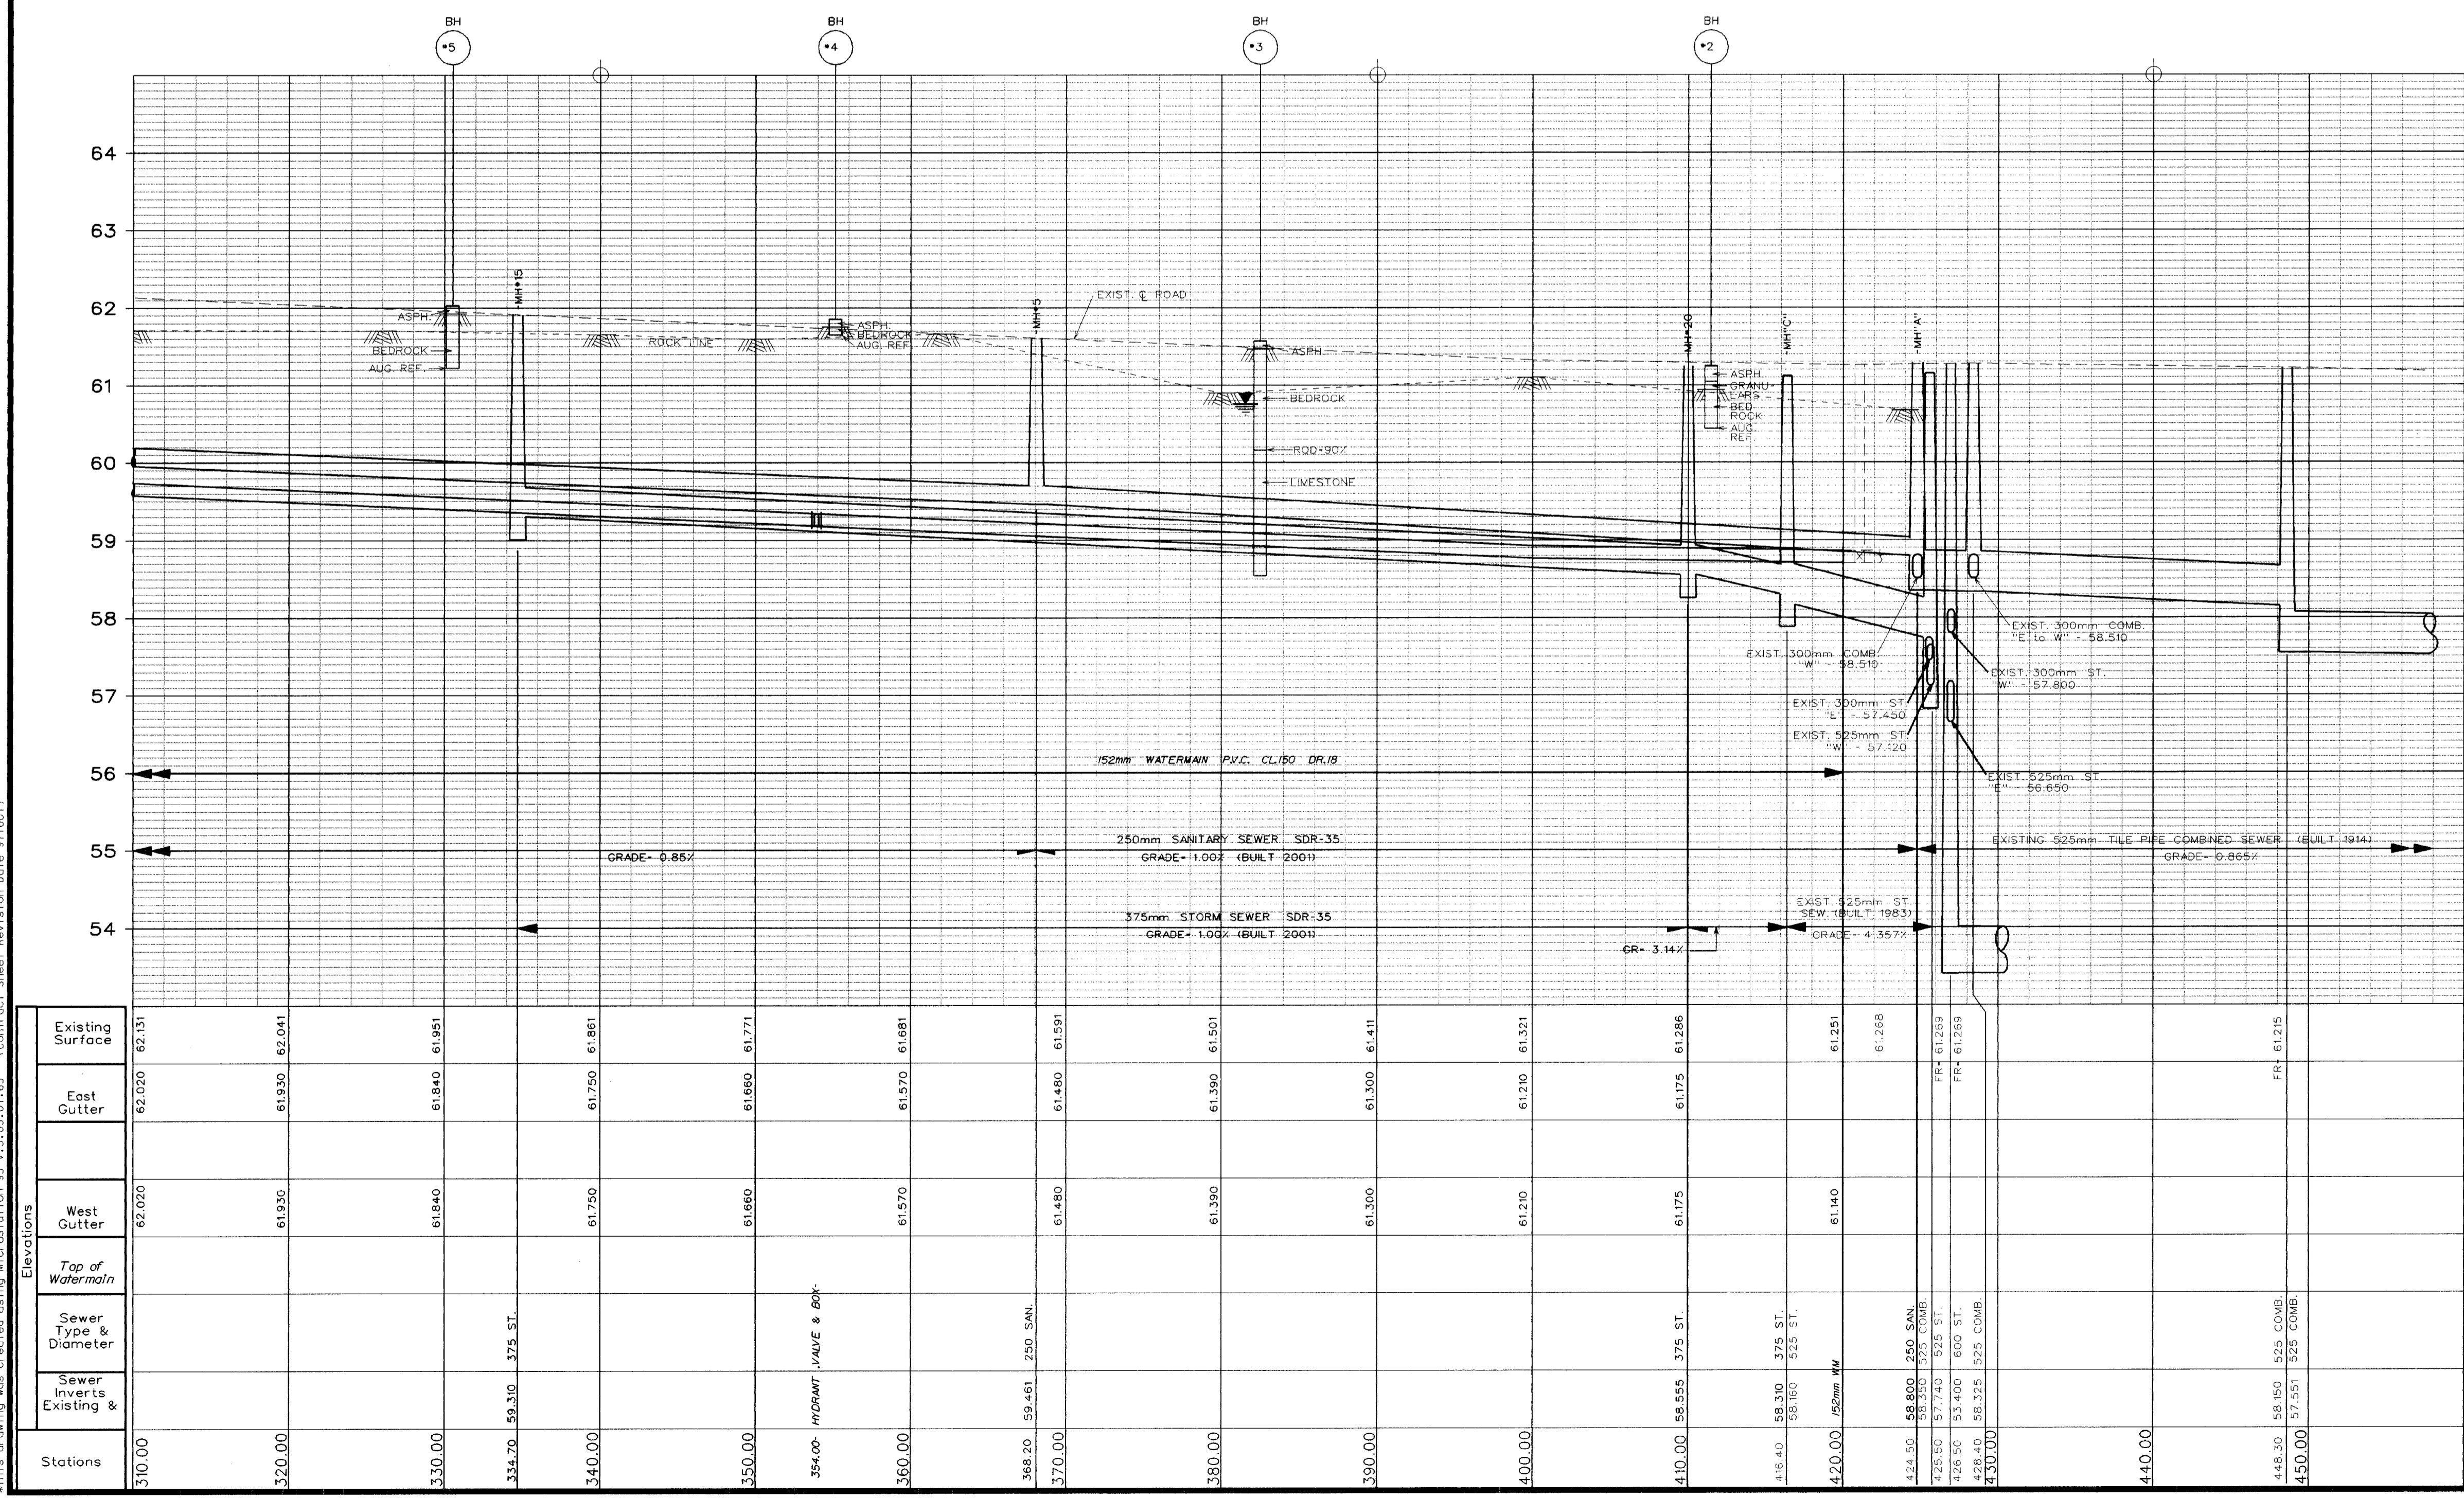 BH
•5
BH
•4
BH
•3
BH
•2
64
63
62
61
60
59
58
57
56
55
54
-MH•15
-MH•5
MH•20
-MH"C"
-MH"A"
EXIST. ℄ ROAD
ASPH.
BEDROCK
AUG. REF.
ROCK LINE
ASPH.
BEDROCK
AUG. REF.
ASPH.
BEDROCK
RQD-90%
LIMESTONE
ASPH.
GRANU-
LARS
BED
ROCK
AUG.
REF.
EXIST. 300mm COMB.
"E to W" - 58.510
EXIST. 300mm COMB.
"W" - 58.510
EXIST. 300mm ST.
"W" - 57.800
EXIST. 300mm ST.
"E" - 57.450
EXIST. 525mm ST.
"W" - 57.120
EXIST. 525mm ST.
"E" - 56.650
152mm WATERMAIN P.V.C. CL.150 DR.18
250mm SANITARY SEWER SDR-35
GRADE- 0.85%
GRADE- 1.00% (BUILT 2001)
EXISTING 525mm TILE PIPE COMBINED SEWER (BUILT 1914)
GRADE- 0.865%
375mm STORM SEWER SDR-35
GRADE- 1.00% (BUILT 2001)
EXIST. 525mm ST.
SEW. (BUILT 1983)
GRADE- 4.357%
GR- 3.14%
Elevations
Existing
Surface
62.131
62.041
61.951
61.861
61.771
61.681
61.591
61.501
61.411
61.321
61.286
61.251
61.268
FR= 61.269
FR= 61.269
FR= 61.215
East
Gutter
62.020
61.930
61.840
61.750
61.660
61.570
61.480
61.390
61.300
61.210
61.175
West
Gutter
62.020
61.930
61.840
61.750
61.660
61.570
61.480
61.390
61.300
61.210
61.175
61.140
Top of
Watermain
Sewer
Type &
Diameter
375 ST.
250 SAN.
375 ST.
375 ST.
525 ST.
250 SAN.
525 COMB.
525 ST.
600 ST.
525 COMB.
525 COMB.
525 COMB.
Sewer
Inverts
Existing &
59.310
59.461
58.555
58.310
58.160
152mm WM
58.800
58.350
57.740
53.400
58.325
58.150
57.551
Stations
310.00
320.00
330.00
334.70
340.00
350.00
354.00- HYDRANT ,VALVE & BOX-
360.00
368.20
370.00
380.00
390.00
400.00
410.00
416.40
420.00
424.50
425.50
426.50
428.40
430.00
440.00
448.30
450.00